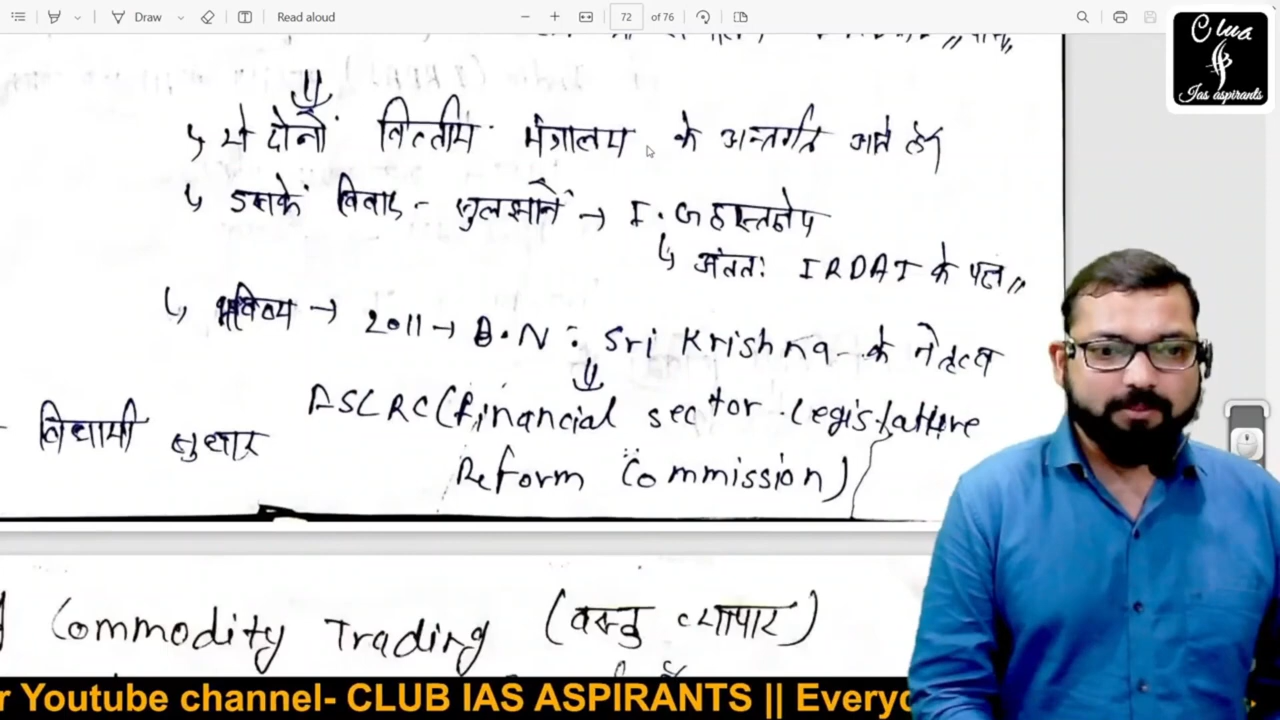 Draw
Read aloud
72 of 76
Club
Ias aspirants
↳ ये दोनों वित्तीय मंत्रालय के अन्तर्गत आते हैं।
↳ इसके विवाद - सुलझाने → I.G हस्तक्षेप
↳ अंततः IRDAI के पक्ष"
↳ भविष्य → 2011 → B.N: Sri Krishna के नेतृत्व
FSLRC (Financial sector Legislature
विधायी सुधार
Reform Commission)
Commodity Trading (वस्तु व्यापार)
r Youtube channel- CLUB IAS ASPIRANTS || Everyo